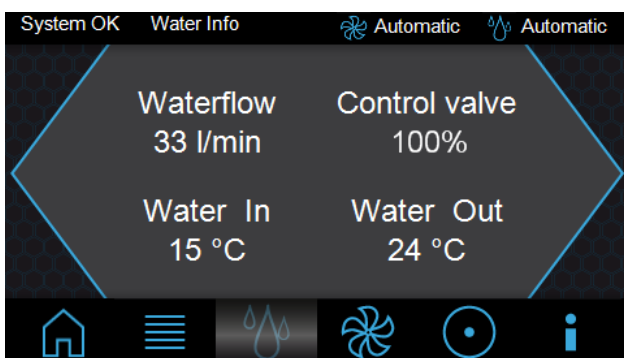 System OK Water Info Automatic Automatic
Waterflow Control valve
33 l/min 100%
Water In Water Out
15 °C 24 °C